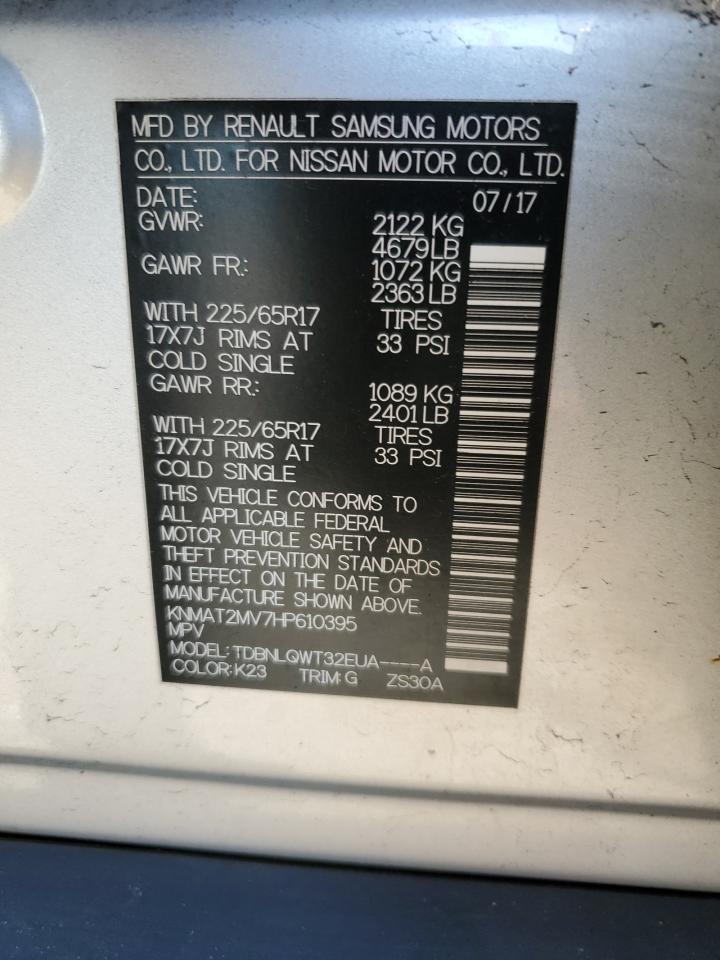 MFD BY RENAULT SAMSUNG MOTORS
CO., LTD. FOR NISSAN MOTOR CO., LTD.
DATE: 07/17
GVWR: 2122 KG
4679LB
GAWR FR.: 1072 KG
2363LB
WITH 225/65R17 TIRES
17X7J RIMS AT 33 PSI
COLD SINGLE
GAWR RR.: 1089 KG
2401LB
WITH 225/65R17 TIRES
17X7J RIMS AT 33 PSI
COLD SINGLE
THIS VEHICLE CONFORMS TO
ALL APPLICABLE FEDERAL
MOTOR VEHICLE SAFETY AND
THEFT PREVENTION STANDARDS
IN EFFECT ON THE DATE OF
MANUFACTURE SHOWN ABOVE.
KNMAT2MV7HP610395
MPV
MODEL: TDBNLQWT32EUA----A
COLOR:K23 TRIM:G ZS30A